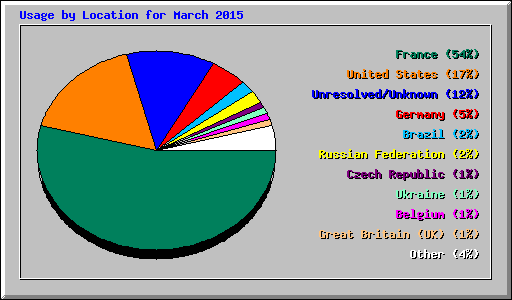 Usage by Location for March 2015
France (54%)
United States (17%)
Unresolved/Unknown (12%)
Germany (5%)
Brazil (2%)
Russian Federation (2%)
Czech Republic (1%)
Ukraine (1%)
Belgium (1%)
Great Britain (UK) (1%)
Other (4%)